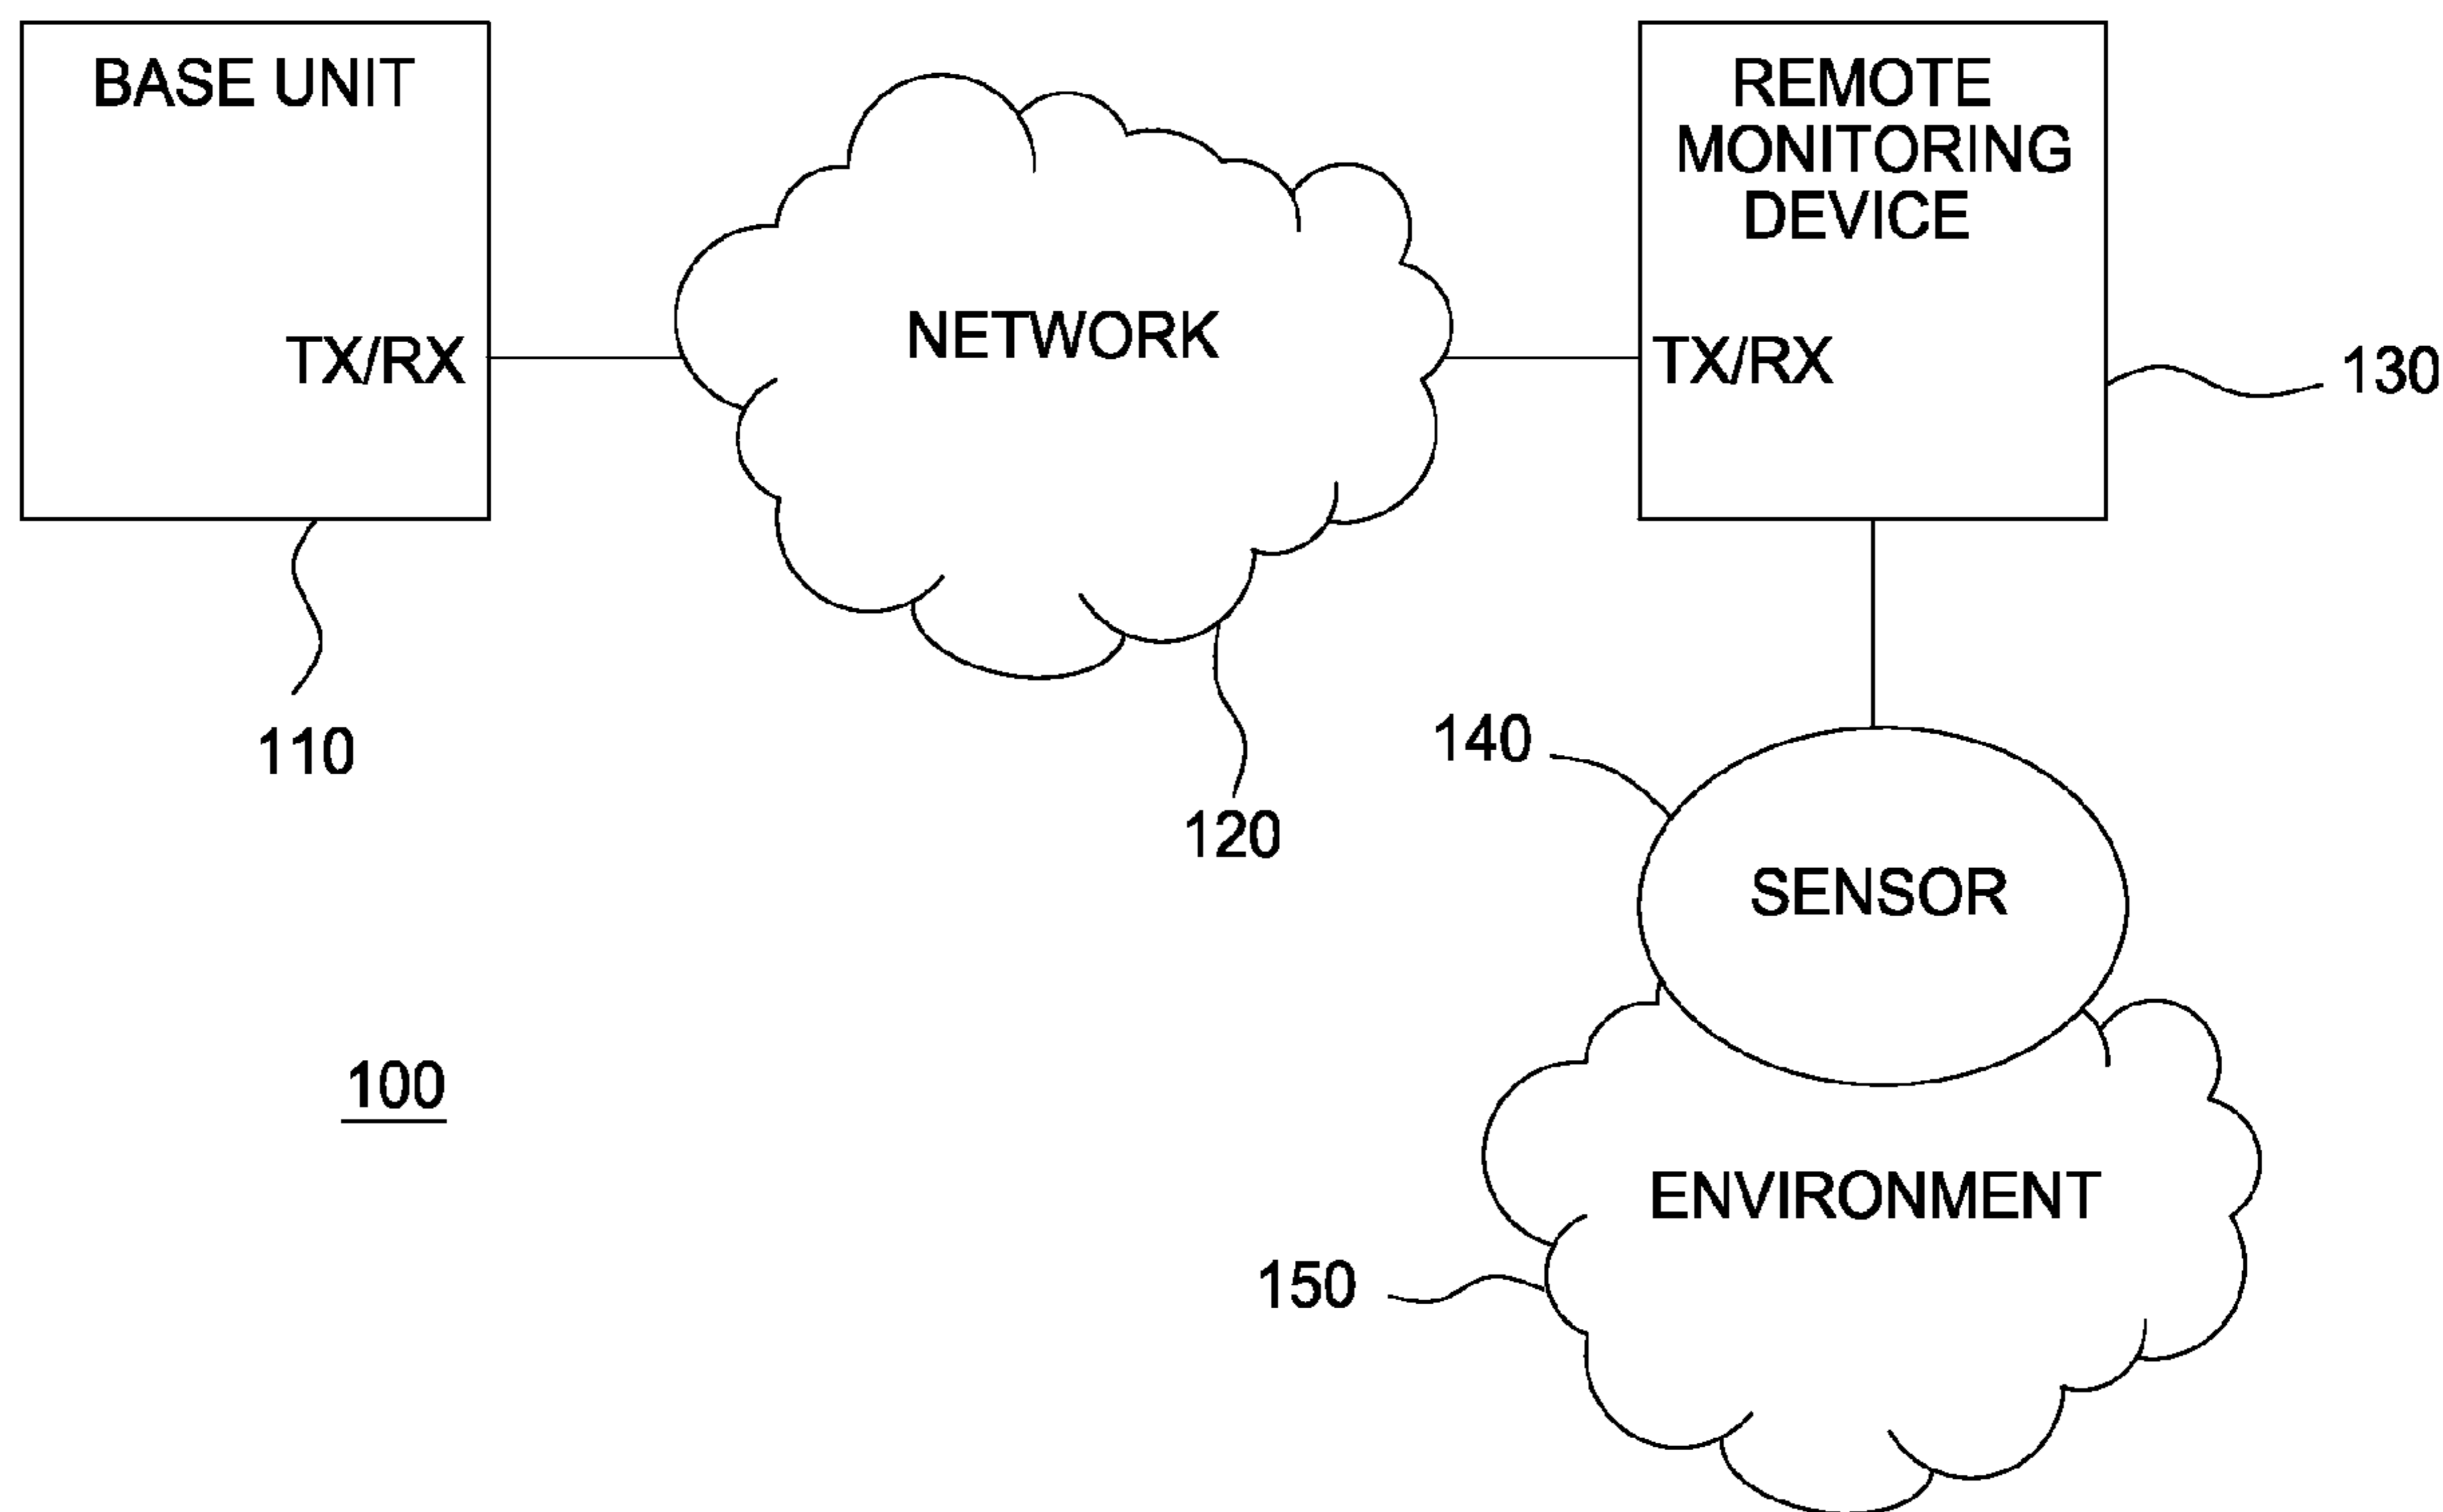 BASE UNIT
TX/RX
110
NETWORK
120
REMOTE
MONITORING
DEVICE
TX/RX
130
140
SENSOR
100
ENVIRONMENT
150